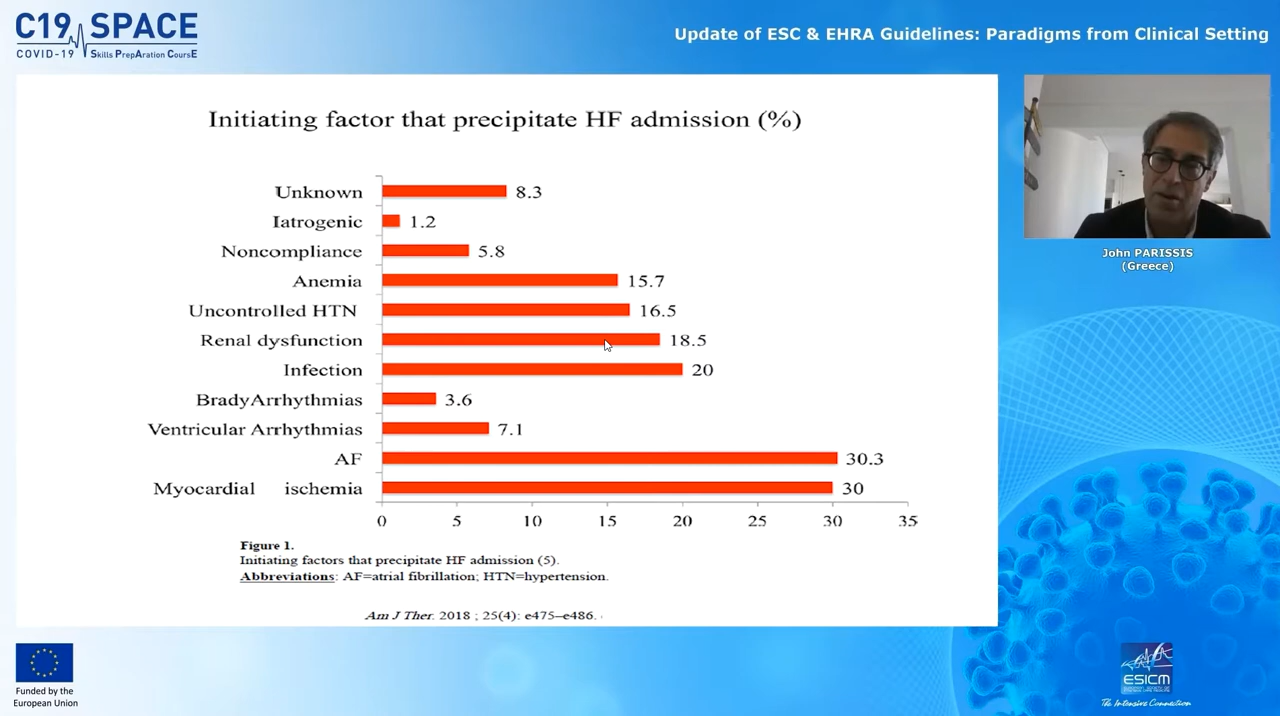 C19 SPACE
COVID-19 Skills PrepAration CoursE
Update of ESC & EHRA Guidelines: Paradigms from Clinical Setting
Initiating factor that precipitate HF admission (%)
Unknown 8.3
Iatrogenic 1.2
Noncompliance 5.8
Anemia 15.7
Uncontrolled HTN 16.5
Renal dysfunction 18.5
Infection 20
BradyArrhythmias 3.6
Ventricular Arrhythmias 7.1
AF 30.3
Myocardial ischemia 30
0 5 10 15 20 25 30 35
Figure 1.
Initiating factors that precipitate HF admission (5).
Abbreviations: AF=atrial fibrillation; HTN=hypertension.
Am J Ther. 2018 ; 25(4): e475–e486.
John PARISSIS
(Greece)
Funded by the
European Union
ESICM
The Intensive Connection